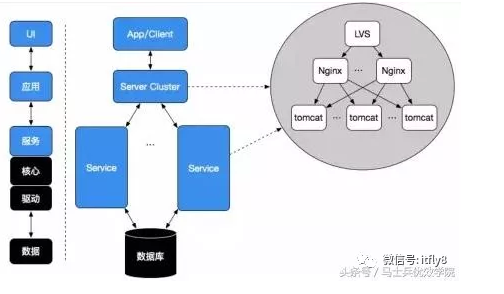 UI
应用
服务
核心
驱动
数据
App/Client
Server Cluster
Service
...
Service
数据库
LVS
Nginx ... Nginx
tomcat ... tomcat ... tomcat
微信号: itfly8
头条号 / 马士兵优效学院